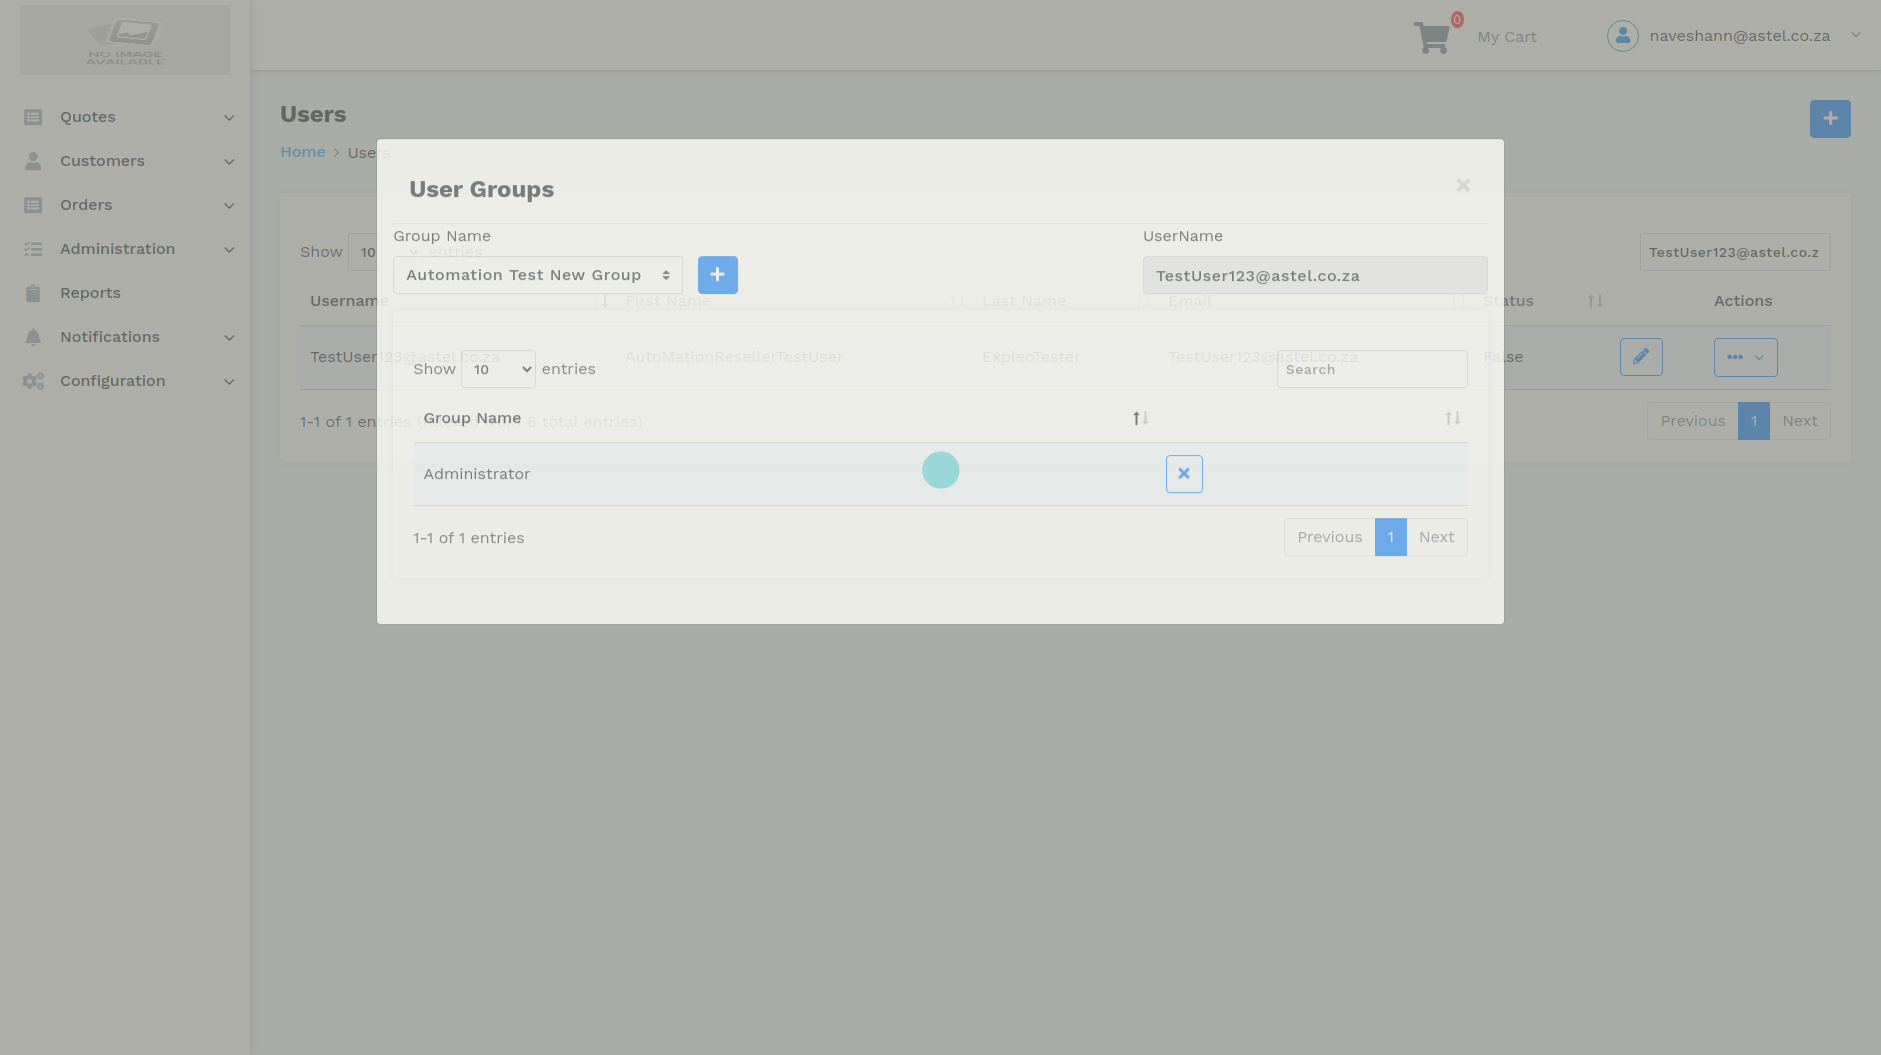 NO IMAGE
AVAILABLE
0
My Cart
naveshann@astel.co.za
Quotes
Customers
Orders
Administration
Reports
Notifications
Configuration
Users
Home > Users
Show 10 entries
TestUser123@astel.co.z
Username First Name Last Name Email Status Actions
TestUser123@astel.co.za AutoMationResellerTestUser ExpleoTester TestUser123@astel.co.za False
1-1 of 1 entries (filtered from 6 total entries)
Previous 1 Next
User Groups
Group Name
UserName
Automation Test New Group
TestUser123@astel.co.za
Show 10 entries
Search
Group Name
Administrator
1-1 of 1 entries
Previous 1 Next